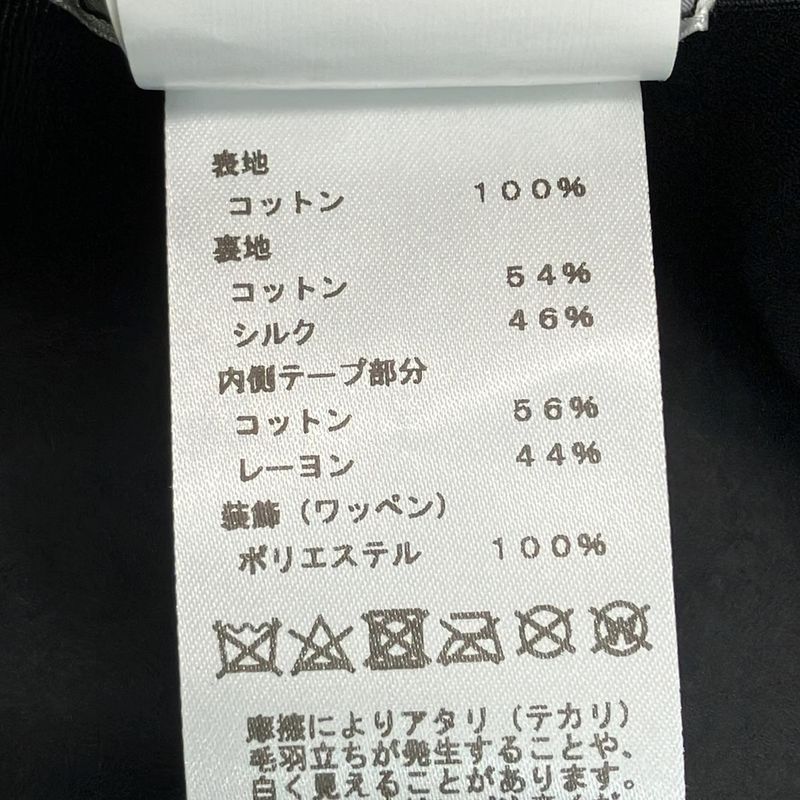 表地
コットン 100%
裏地
コットン 54%
シルク 46%
内側テープ部分
コットン 56%
レーヨン 44%
装飾（ワッペン）
ポリエステル 100%
W
摩擦によりアタリ（テカリ）
毛羽立ちが発生することや、
白く見えることがあります。